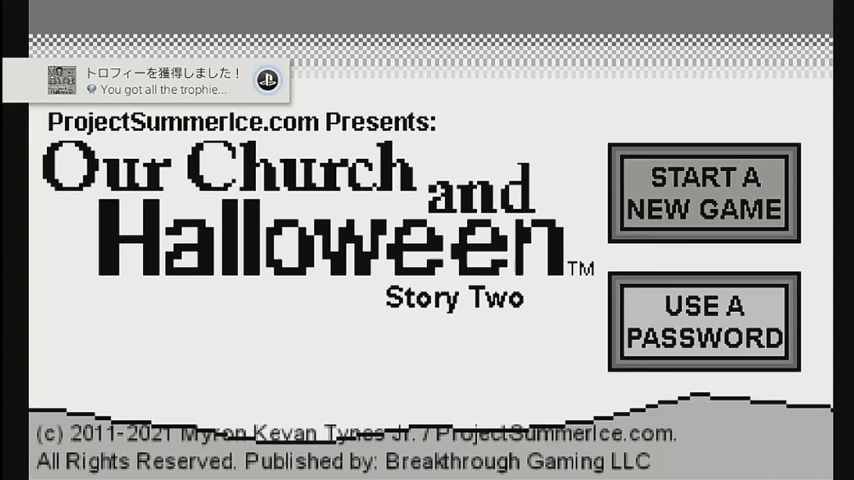 トロフィーを獲得しました!
You got all the trophie...
ProjectSummerIce.com Presents:
Our Church
and
Halloween™
Story Two
START A
NEW GAME
USE A
PASSWORD
(c) 2011-2021 Myron Kevan Tynes Jr. / ProjectSummerIce.com.
All Rights Reserved. Published by: Breakthrough Gaming LLC